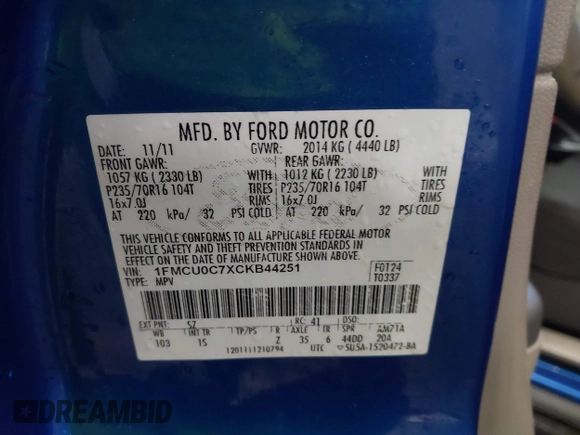 MFD. BY FORD MOTOR CO.
DATE: 11/11 GVWR: 2014 KG ( 4440 LB)
FRONT GAWR: REAR GAWR:
1057 KG ( 2330 LB) 1012 KG ( 2230 LB)
P235/70R16 104T TIRES P235/70R16 104T TIRES
16x7.0J RIMS 16x7.0J RIMS
AT 220 kPa/ 32 PSI COLD AT 220 kPa/ 32 PSI COLD
THIS VEHICLE CONFORMS TO ALL APPLICABLE FEDERAL MOTOR
VEHICLE SAFETY AND THEFT PREVENTION STANDARDS IN
EFFECT ON THE DATE OF MANUFACTURE SHOWN ABOVE.
VIN: 1FMCU0C7XCKB44251 F0124
TYPE: MPV T0337
EXT PNT: SZ RC: 41 DSO:
WB INT TR TP/PS R AXLE TR SPR AM71A
103 1S Z 35 6 44DD 20A
1201111210794 UTC ▽5U5A-1520472-BA
DREAMBID